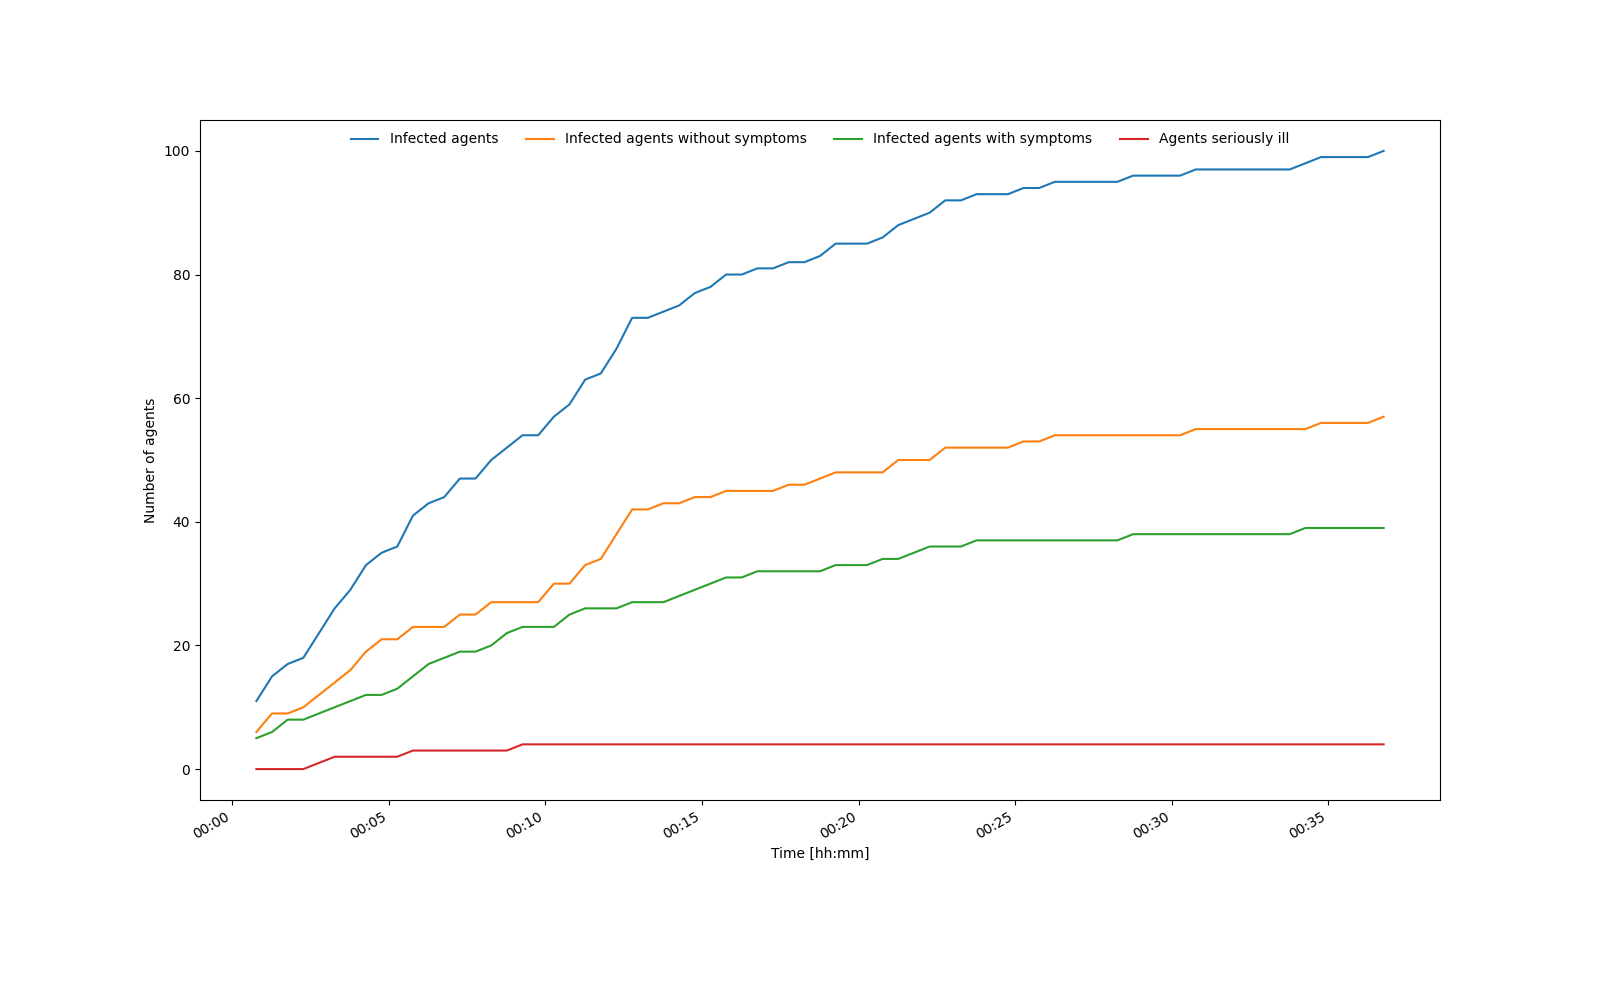 Infected agents Infected agents without symptoms Infected agents with symptoms Agents seriously ill
100
80
60
40
20
0
Number of agents
00:00 00:05 00:10 00:15 00:20 00:25 00:30 00:35
Time [hh:mm]